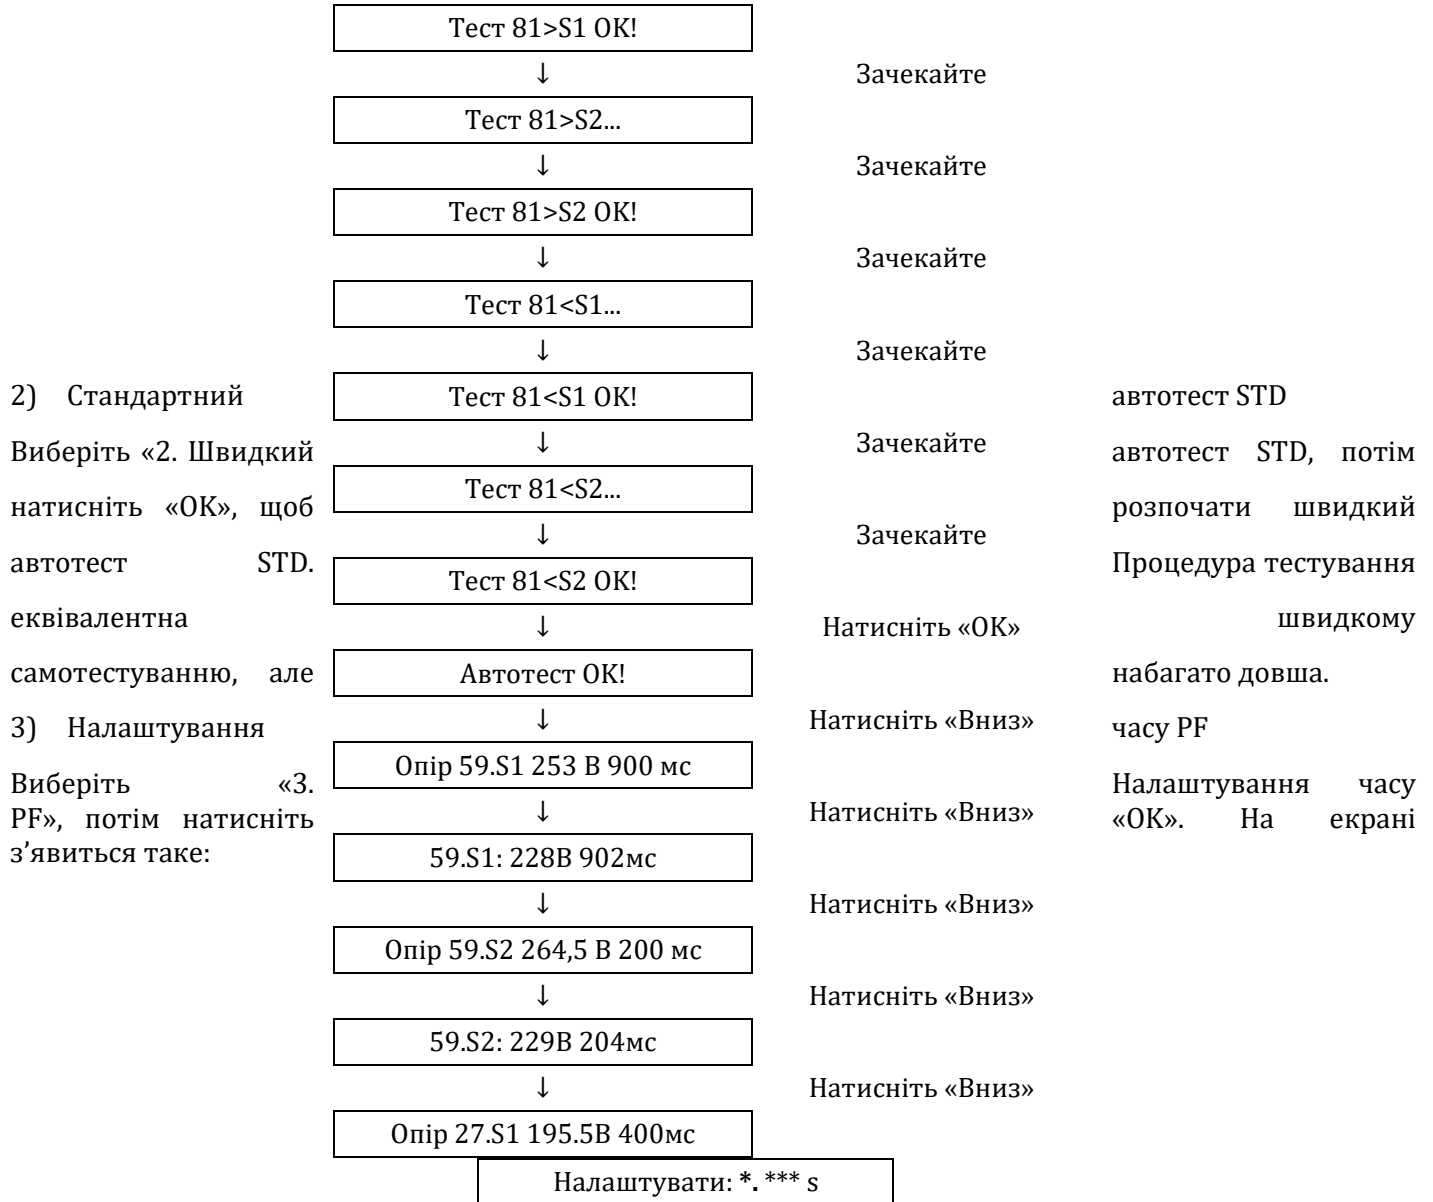 Тест 81>S1 OK!
↓ Зачекайте
Тест 81>S2...
↓ Зачекайте
Тест 81>S2 OK!
↓ Зачекайте
Тест 81<S1...
↓ Зачекайте
Тест 81<S1 OK!
↓ Зачекайте
Тест 81<S2...
↓ Зачекайте
Тест 81<S2 OK!
↓ Натисніть «OK»
Автотест OK!
↓ Натисніть «Вниз»
Опір 59.S1 253 В 900 мс
↓ Натисніть «Вниз»
59.S1: 228В 902мс
↓ Натисніть «Вниз»
Опір 59.S2 264,5 В 200 мс
↓ Натисніть «Вниз»
59.S2: 229В 204мс
↓ Натисніть «Вниз»
Опір 27.S1 195.5В 400мс
2) Стандартний автотест STD
Виберіть «2. Швидкий автотест STD, потім
натисніть «OK», щоб розпочати швидкий
автотест STD. Процедура тестування
еквівалентна швидкому
самотестуванню, але набагато довша.
3) Налаштування часу PF
Виберіть «3. Налаштування часу
PF», потім натисніть «OK». На екрані
з’явиться таке:
Налаштувати: *. *** s